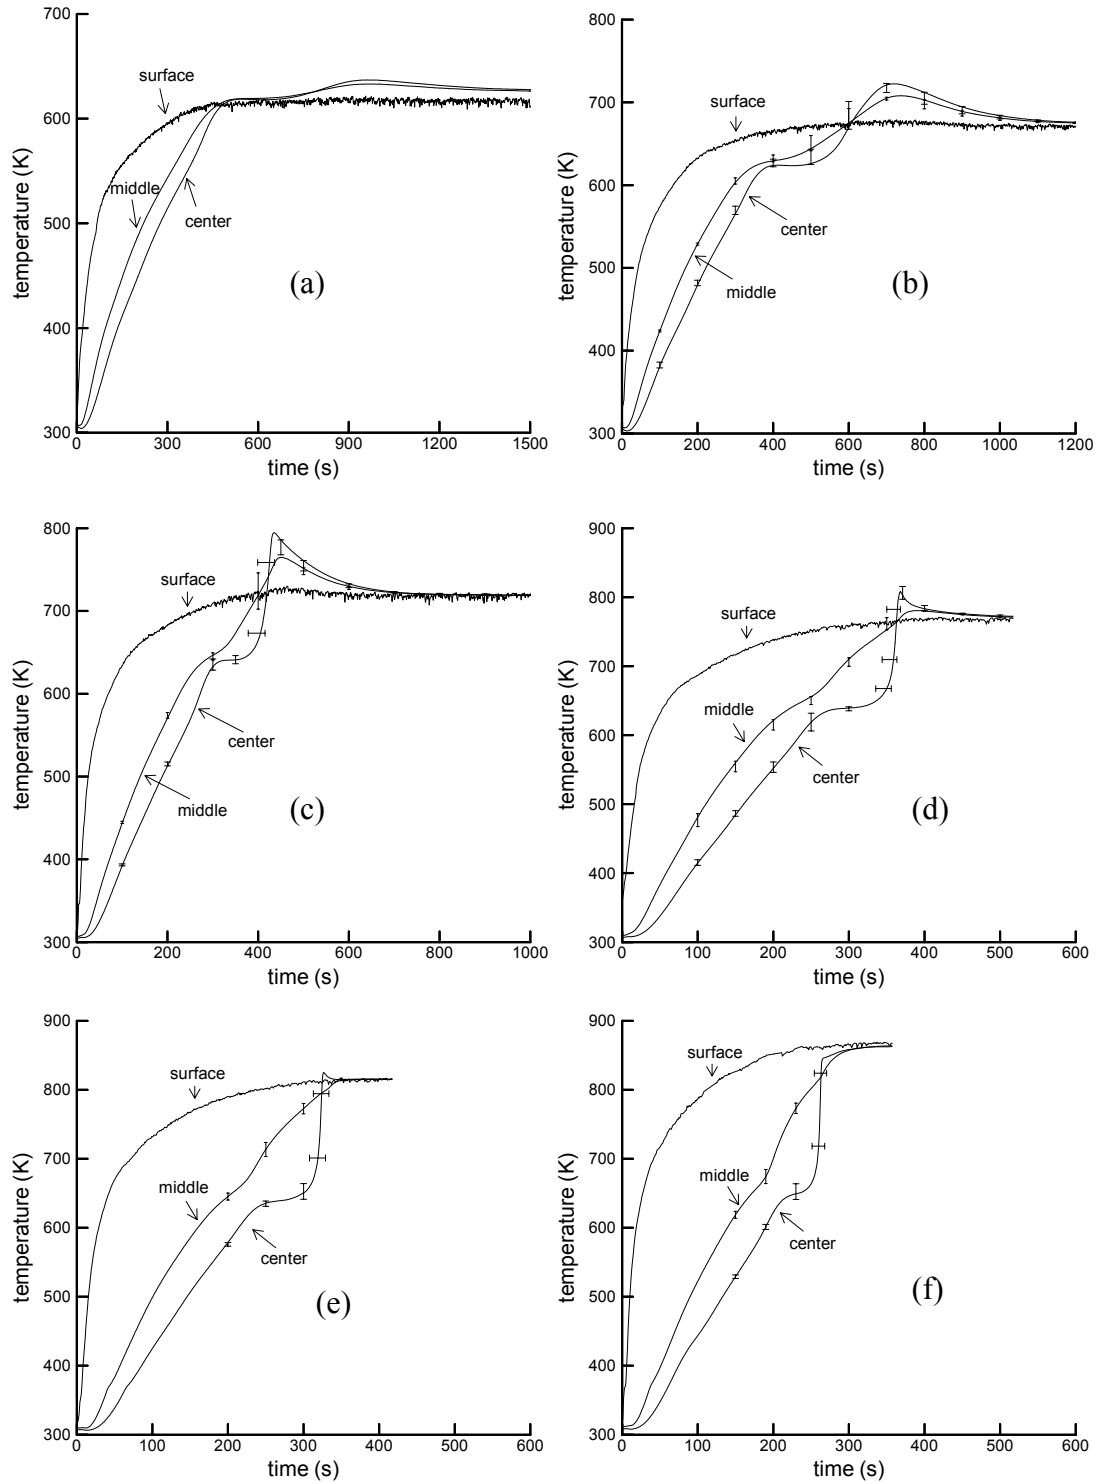 700
600
500
400
300
temperature (K)
surface
middle
center
(a)
0 300 600 900 1200 1500
time (s)
800
700
600
500
400
300
temperature (K)
surface
center
middle
(b)
0 200 400 600 800 1000 1200
time (s)
800
700
600
500
400
300
temperature (K)
surface
center
middle
(c)
0 200 400 600 800 1000
time (s)
900
800
700
600
500
400
300
temperature (K)
surface
middle
center
(d)
0 100 200 300 400 500 600
time (s)
900
800
700
600
500
400
300
temperature (K)
surface
middle
center
(e)
0 100 200 300 400 500 600
time (s)
900
800
700
600
500
400
300
temperature (K)
surface
middle
center
(f)
0 100 200 300 400 500 600
time (s)